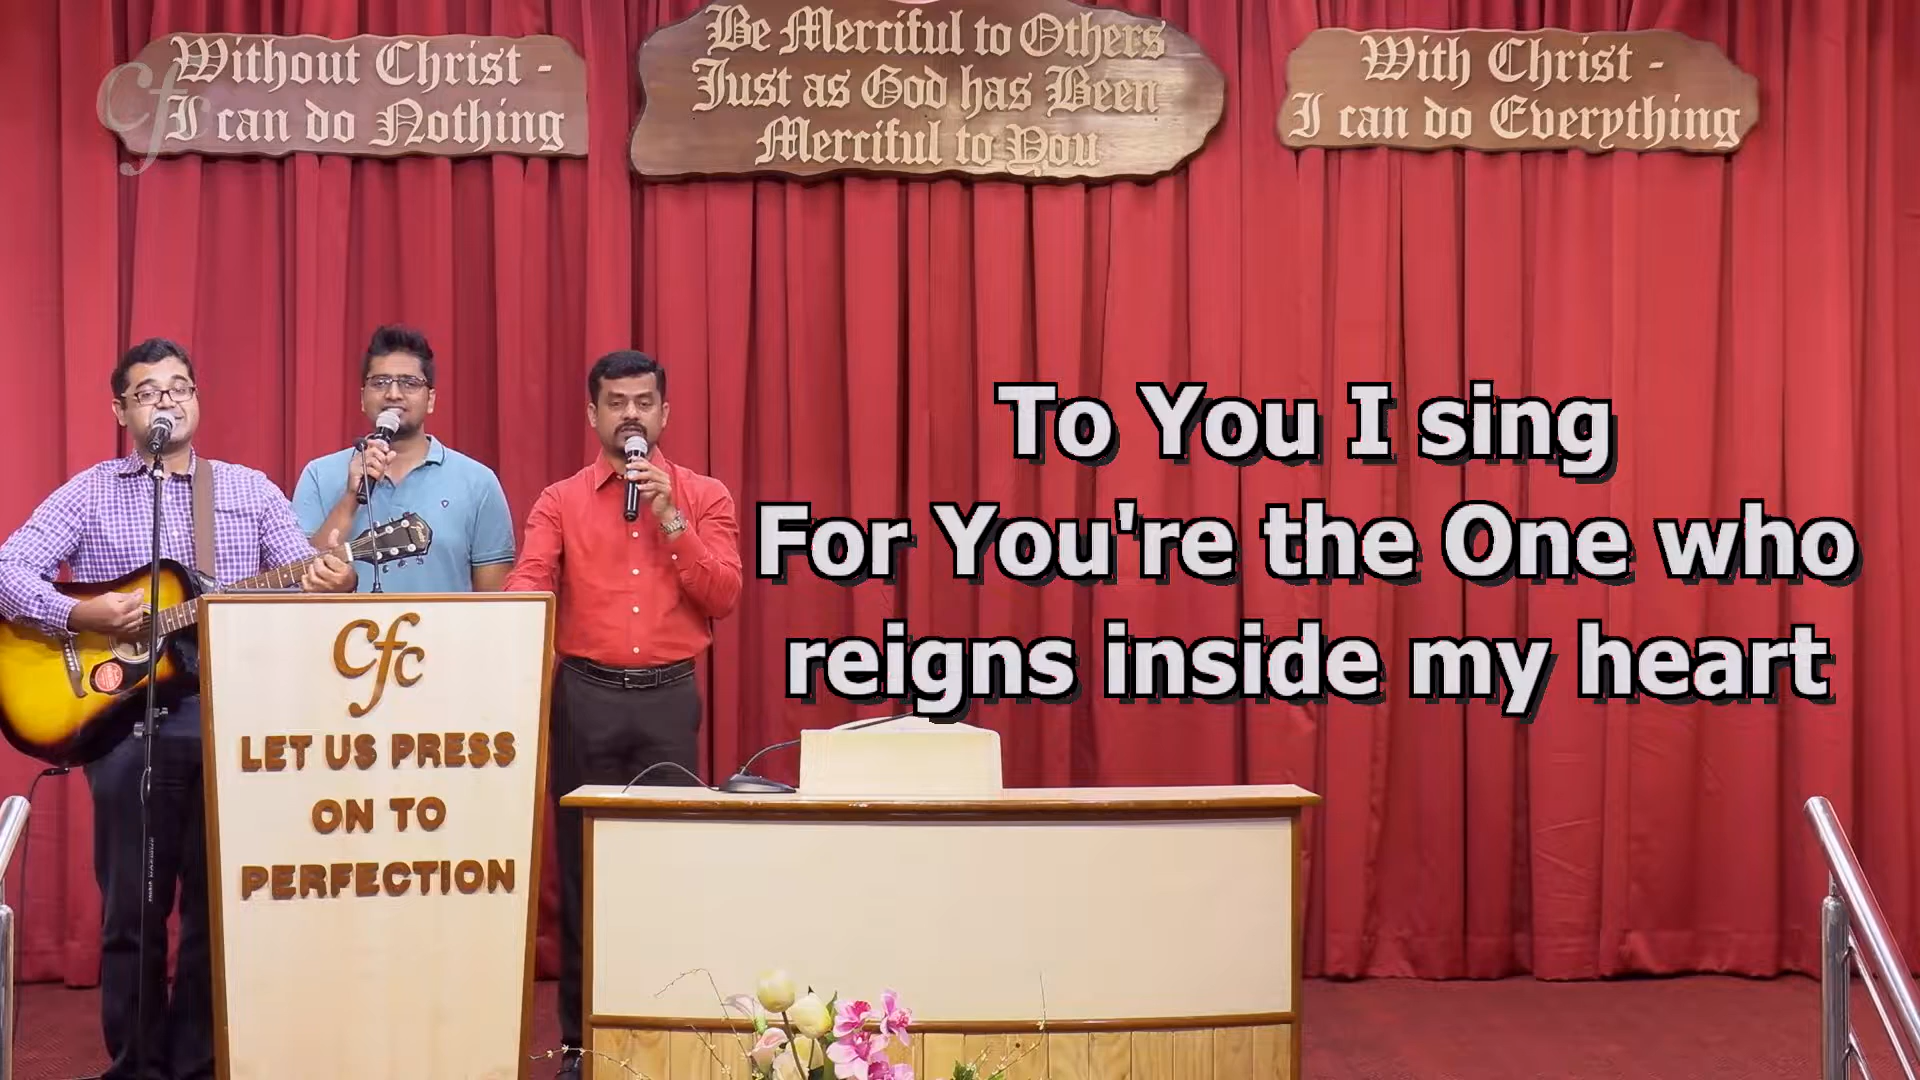 Without Christ -
I can do Nothing
Be Merciful to Others
Just as God has Been
Merciful to You
With Christ -
I can do Everything
cfc
To You I sing
For You're the One who
reigns inside my heart
cfc
LET US PRESS
ON TO
PERFECTION